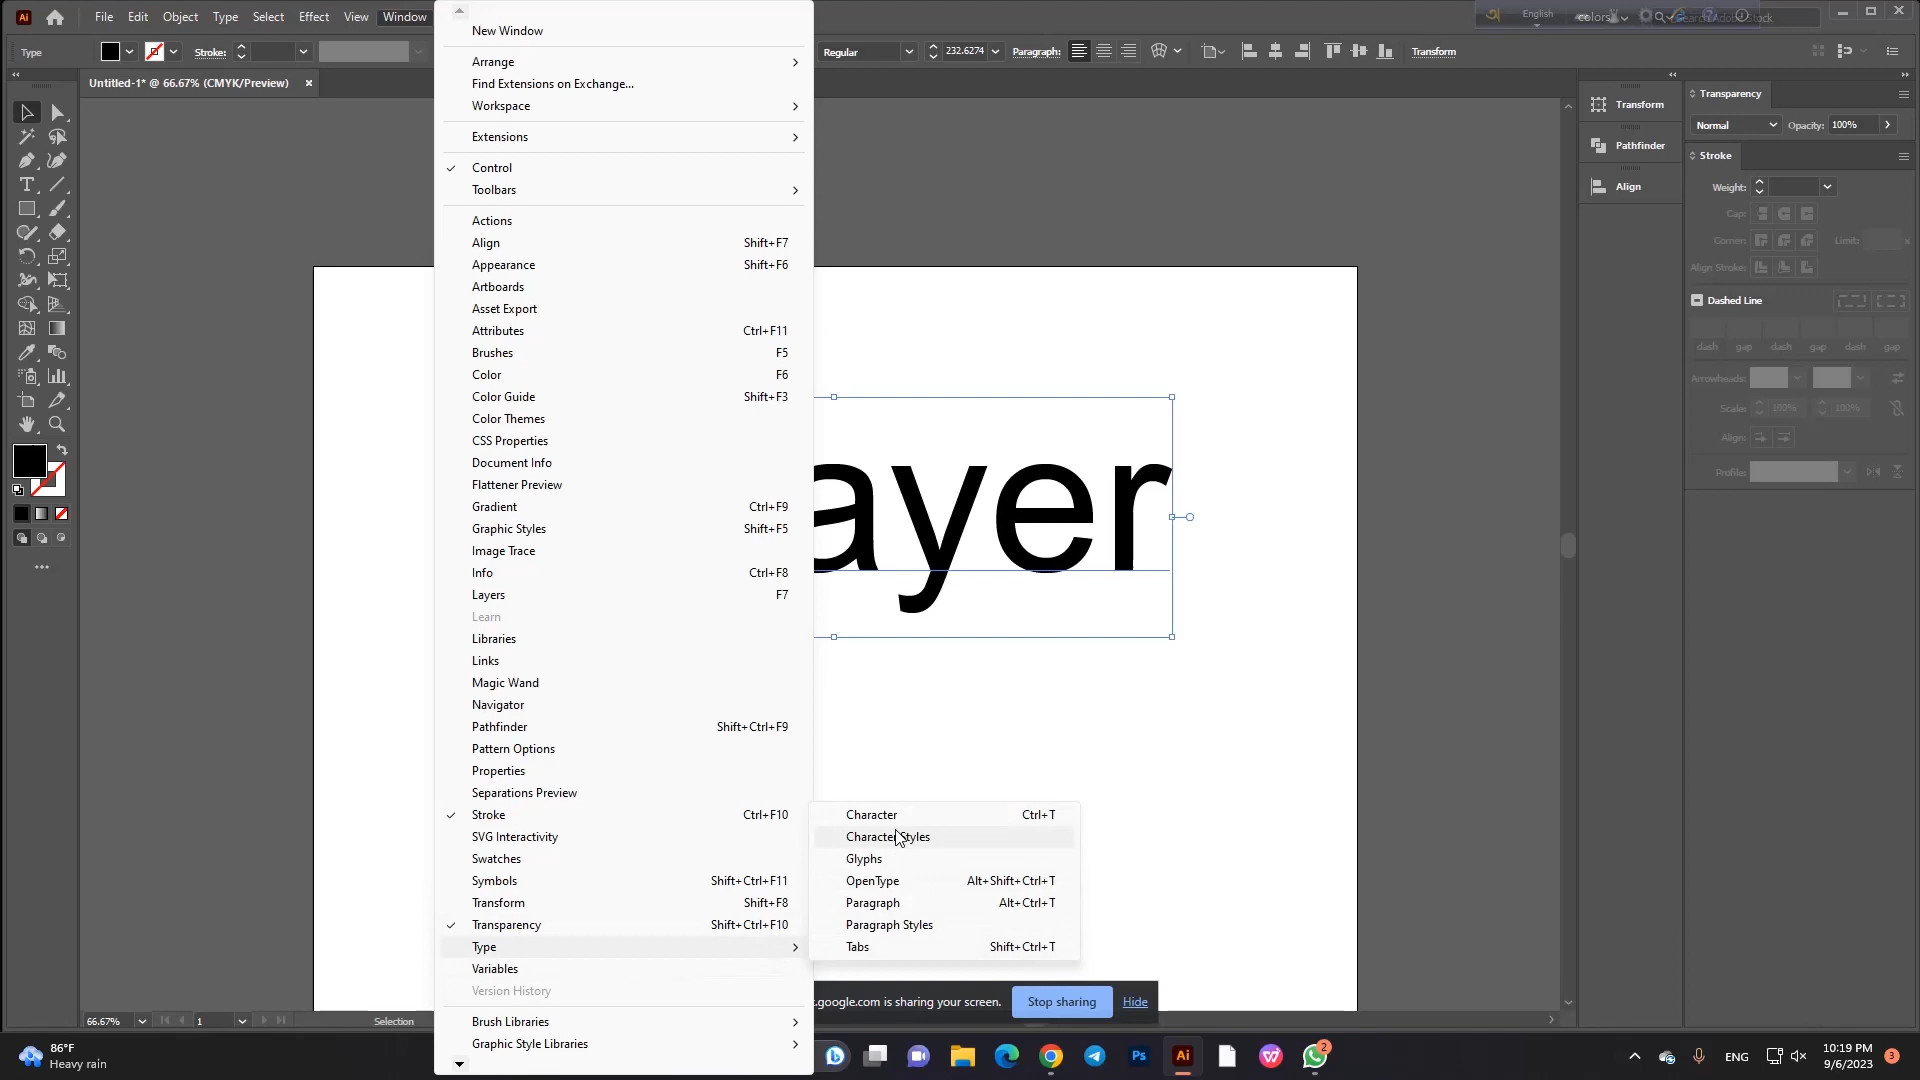 File Edit Object Type Select Effect View Window
English
colors
Search Adobe Stock
Type
Stroke:
Regular
232.6274
Paragraph:
Transform
Untitled-1* @ 66.67% (CMYK/Preview)
New Window
Arrange
Find Extensions on Exchange...
Workspace
Extensions
Control
Toolbars
Actions
Align Shift+F7
Appearance Shift+F6
Artboards
Asset Export
Attributes Ctrl+F11
Brushes F5
Color F6
Color Guide Shift+F3
Color Themes
CSS Properties
Document Info
Flattener Preview
Gradient Ctrl+F9
Graphic Styles Shift+F5
Image Trace
Info Ctrl+F8
Layers F7
Learn
Libraries
Links
Magic Wand
Navigator
Pathfinder Shift+Ctrl+F9
Pattern Options
Properties
Separations Preview
Stroke Ctrl+F10
SVG Interactivity
Swatches
Symbols Shift+Ctrl+F11
Transform Shift+F8
Transparency Shift+Ctrl+F10
Type
Variables
Version History
Brush Libraries
Graphic Style Libraries
Character Ctrl+T
Character Styles
Glyphs
OpenType Alt+Shift+Ctrl+T
Paragraph Alt+Ctrl+T
Paragraph Styles
Tabs Shift+Ctrl+T
ayer
Transform
Pathfinder
Align
Transparency
Normal Opacity: 100%
Stroke
Weight:
Cap:
Corner: Limit:
Align Stroke:
Dashed Line
dash gap dash gap dash gap
Arrowheads:
Scale: 100% 100%
Align:
Profile:
.google.com is sharing your screen. Stop sharing Hide
66.67% 1 Selection
86°F
Heavy rain
Ps Ai 2
ENG
10:19 PM
9/6/2023
3